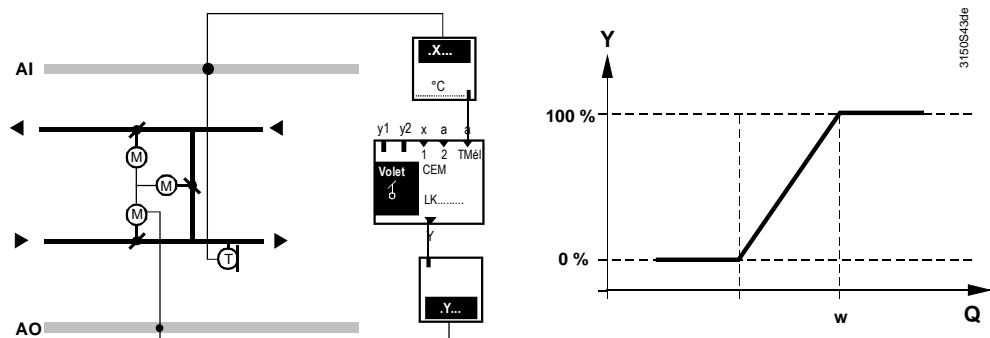 AI
AO
M
M
M
T
.X...
°C
y1 y2 x a a
1 2 TMél
Volet CEM
LK.........
Y
.Y...
Y
100 %
0 %
w
Q
3150S43de